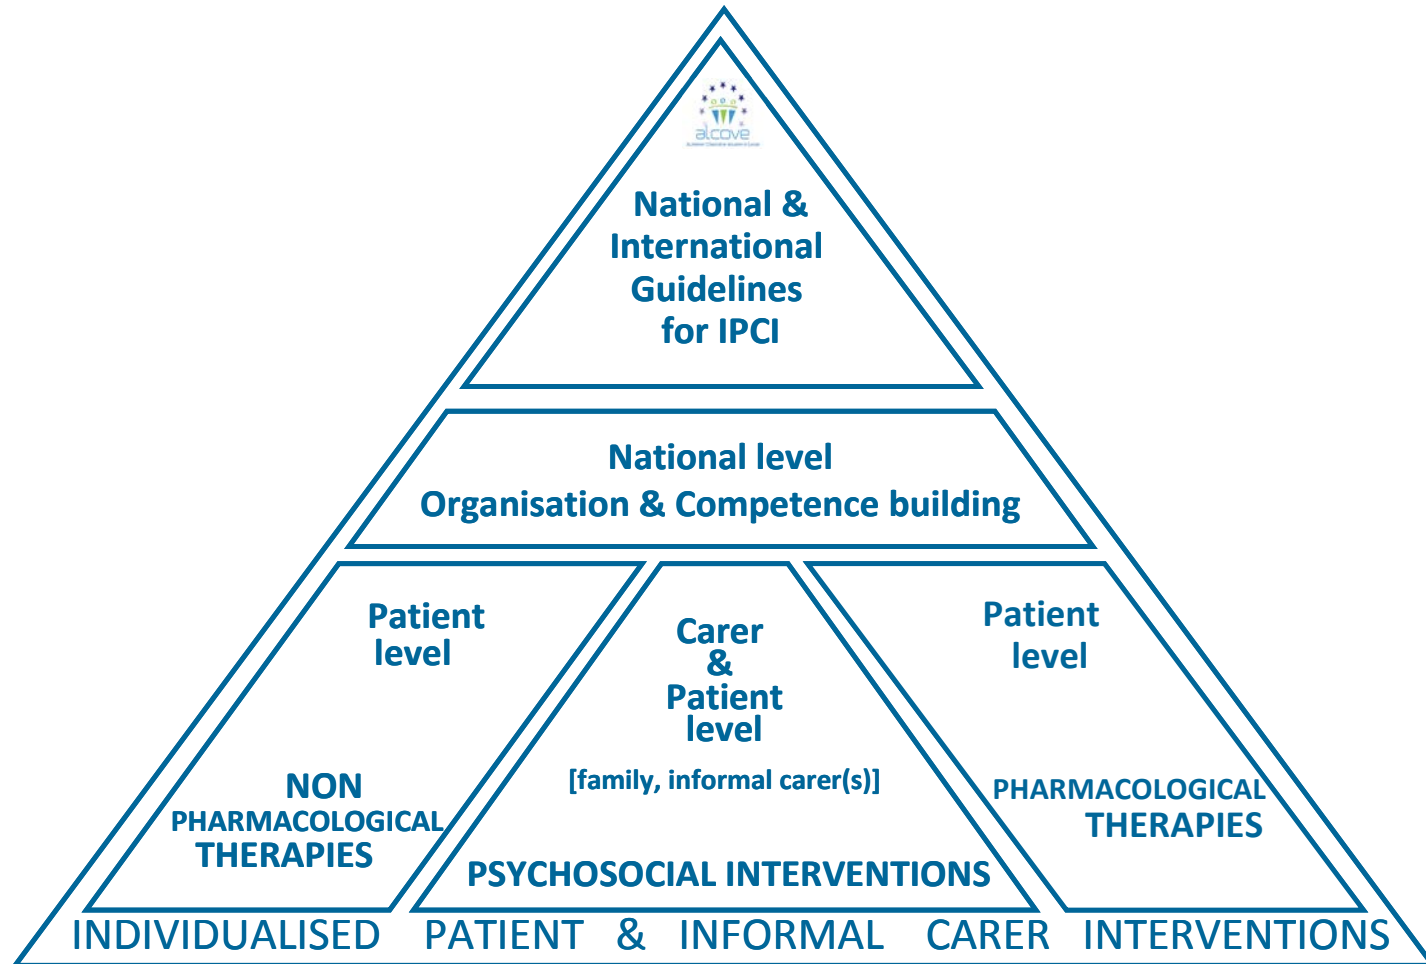 alcove
National &
International
Guidelines
for IPCI
National level
Organisation & Competence building
Patient
level
NON
PHARMACOLOGICAL
THERAPIES
Carer
&
Patient
level
[family, informal carer(s)]
PSYCHOSOCIAL INTERVENTIONS
Patient
level
PHARMACOLOGICAL
THERAPIES
INDIVIDUALISED PATIENT & INFORMAL CARER INTERVENTIONS